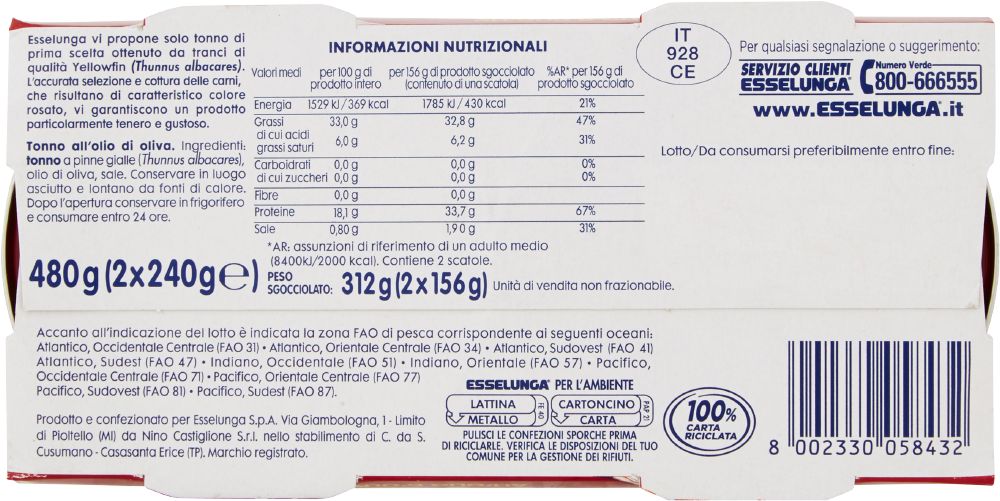 Esselunga vi propone solo tonno di
prima scelta ottenuto da tranci di
qualità Yellowfin (Thunnus albacares).
L'accurata selezione e cottura delle carni,
che risultano di caratteristico colore
rosato, vi garantiscono un prodotto
particolarmente tenero e gustoso.
Tonno all'olio di oliva. Ingredienti:
tonno a pinne gialle (Thunnus albacares),
olio di oliva, sale. Conservare in luogo
asciutto e lontano da fonti di calore.
Dopo l'apertura conservare in frigorifero
e consumare entro 24 ore.
INFORMAZIONI NUTRIZIONALI
Valori medi per 100 g di prodotto intero per 156 g di prodotto sgocciolato (contenuto di una scatola) %AR* per 156 g di prodotto sgocciolato
Energia 1529 kJ/369 kcal 1785 kJ/430 kcal 21%
Grassi 33,0 g 32,8 g 47%
di cui acidi
grassi saturi 6,0 g 6,2 g 31%
Carboidrati 0,0 g 0,0 g 0%
di cui zuccheri 0,0 g 0,0 g 0%
Fibre 0,0 g 0,0 g
Proteine 18,1 g 33,7 g 67%
Sale 0,80 g 1,90 g 31%
*AR: assunzioni di riferimento di un adulto medio
(8400kJ/2000 kcal). Contiene 2 scatole.
480g (2x240g℮) PESO SGOCCIOLATO: 312g(2x156g) Unità di vendita non frazionabile.
IT
928
CE
Per qualsiasi segnalazione o suggerimento:
SERVIZIO CLIENTI
ESSELUNGA
Numero Verde
800-666555
www.ESSELUNGA.it
Lotto/Da consumarsi preferibilmente entro fine:
Accanto all'indicazione del lotto è indicata la zona FAO di pesca corrispondente ai seguenti oceani:
Atlantico, Occidentale Centrale (FAO 31) • Atlantico, Orientale Centrale (FAO 34) • Atlantico, Sudovest (FAO 41)
Atlantico, Sudest (FAO 47) • Indiano, Occidentale (FAO 51) • Indiano, Orientale (FAO 57) • Pacifico,
Occidentale Centrale (FAO 71) • Pacifico, Orientale Centrale (FAO 77)
Pacifico, Sudovest (FAO 81) • Pacifico, Sudest (FAO 87).
Prodotto e confezionato per Esselunga S.p.A. Via Giambologna, 1 - Limito
di Pioltello (MI) da Nino Castiglione S.r.l. nello stabilimento di C. da S.
Cusumano - Casasanta Erice (TP). Marchio registrato.
ESSELUNGA PER L'AMBIENTE
LATTINA
METALLO
FE 40
CARTONCINO
CARTA
PAP 21
PULISCI LE CONFEZIONI SPORCHE PRIMA
DI RICICLARLE. VERIFICA LE DISPOSIZIONI DEL TUO
COMUNE PER LA GESTIONE DEI RIFIUTI.
100%
CARTA
RICICLATA
8 002330 058432